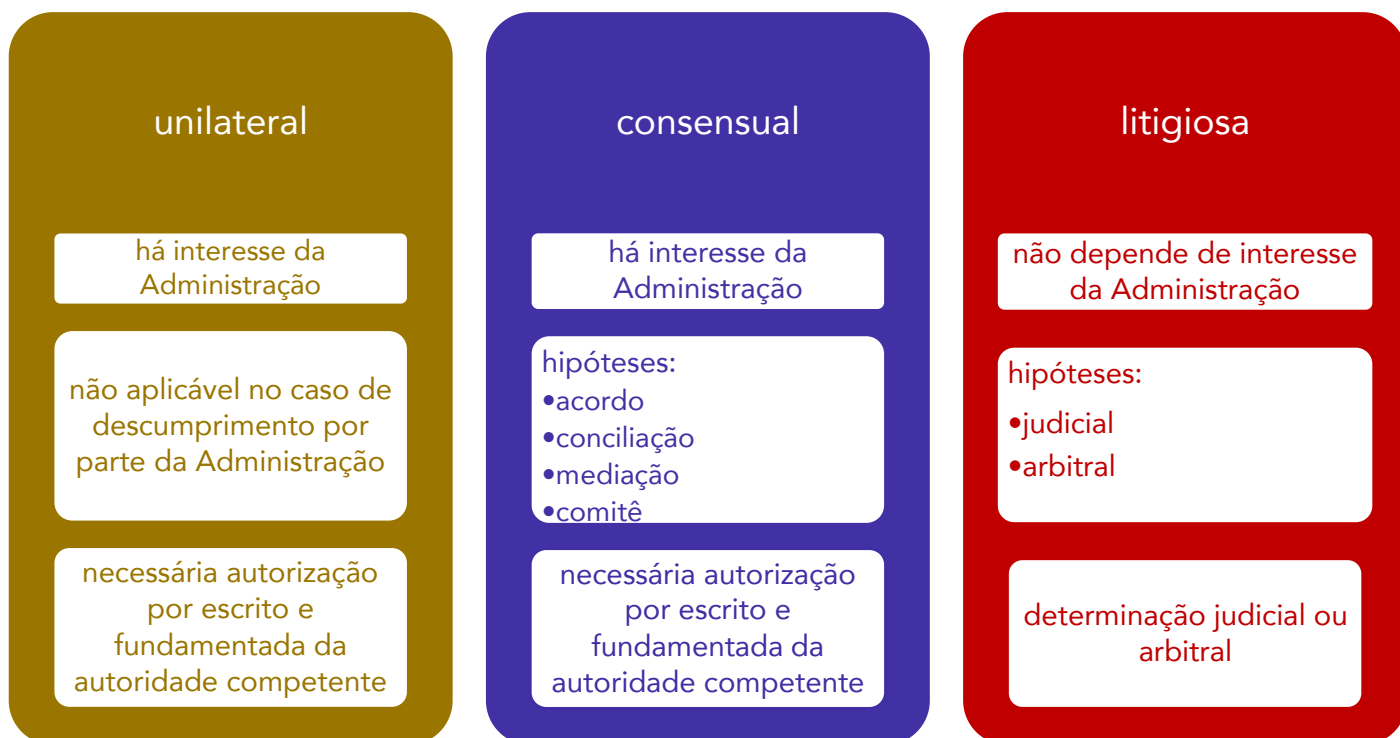 unilateral
há interesse da
Administração
não aplicável no caso de
descumprimento por
parte da Administração
necessária autorização
por escrito e
fundamentada da
autoridade competente
consensual
há interesse da
Administração
hipóteses:
•acordo
•conciliação
•mediação
•comitê
necessária autorização
por escrito e
fundamentada da
autoridade competente
litigiosa
não depende de interesse
da Administração
hipóteses:
•judicial
•arbitral
determinação judicial ou
arbitral